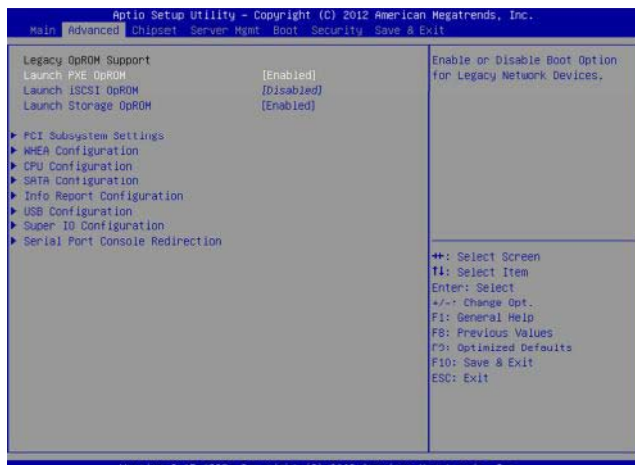 Aptio Setup Utility – Copyright (C) 2012 American Megatrends, Inc.
Main Advanced Chipset Server Mgmt Boot Security Save & Exit
Legacy OpROM Support
Launch PXE OpROM [Enabled]
Launch iSCSI OpROM [Disabled]
Launch Storage OpROM [Enabled]
PCI Subsystem Settings
WHEA Configuration
CPU Configuration
SATA Configuration
Info Report Configuration
USB Configuration
Super IO Configuration
Serial Port Console Redirection
Enable or Disable Boot Option
for Legacy Network Devices.
: Select Screen
↑↓: Select Item
Enter: Select
+/-: Change Opt.
F1: General Help
F8: Previous Values
F9: Optimized Defaults
F10: Save & Exit
ESC: Exit